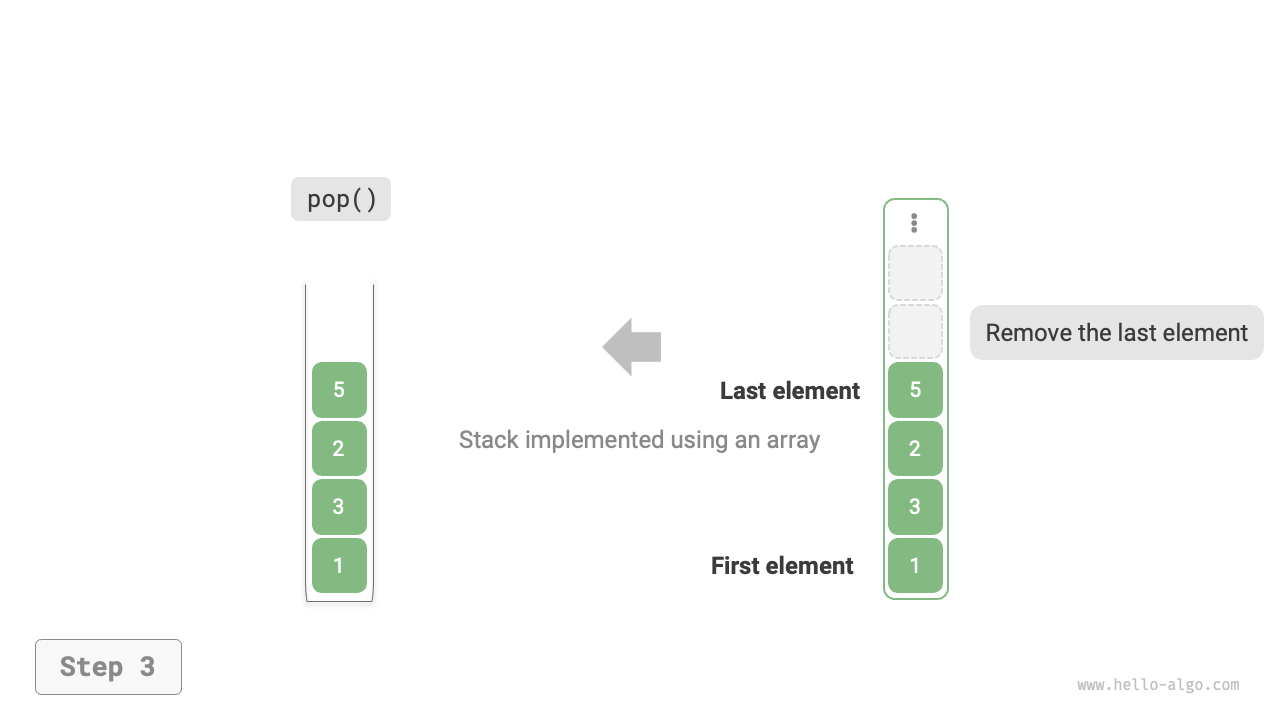 pop()
Remove the last element
5
5
Last element
Stack implemented using an array
2
2
3
3
First element
1
1
Step 3
www.hello-algo.com